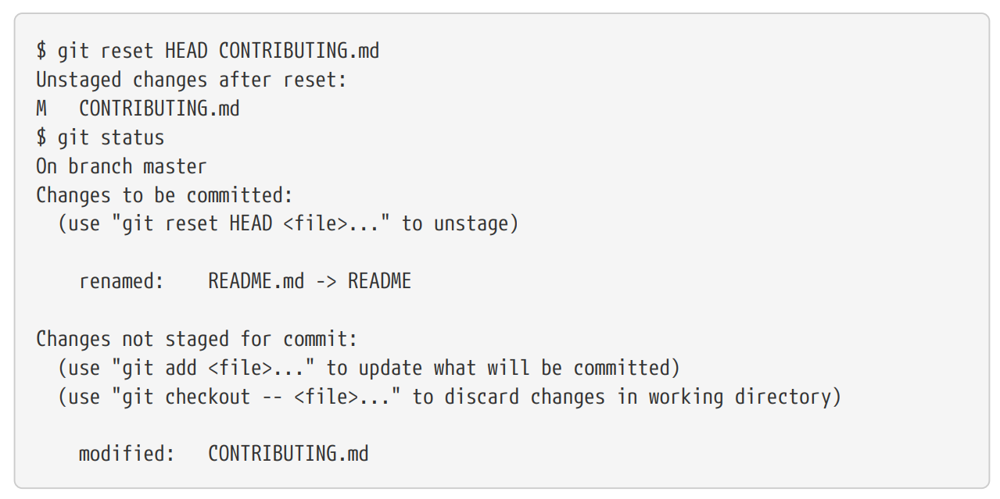 $ git reset HEAD CONTRIBUTING.md
Unstaged changes after reset:
M   CONTRIBUTING.md
$ git status
On branch master
Changes to be committed:
  (use "git reset HEAD <file>..." to unstage)

    renamed:    README.md -> README

Changes not staged for commit:
  (use "git add <file>..." to update what will be committed)
  (use "git checkout -- <file>..." to discard changes in working directory)

    modified:   CONTRIBUTING.md